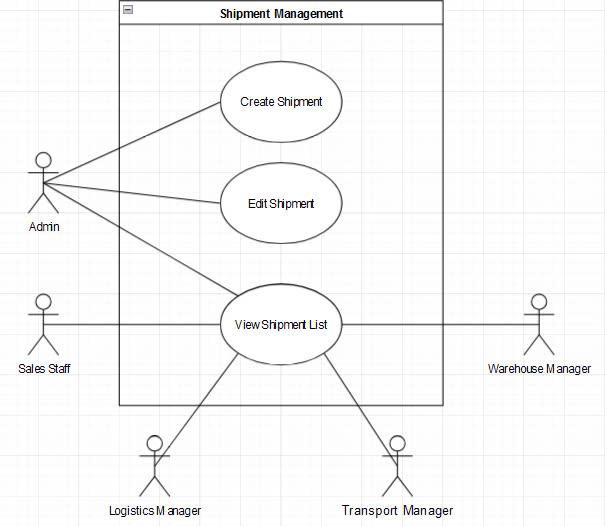 Shipment Management
Create Shipment
Edit Shipment
Admin
View Shipment List
Sales Staff
Warehouse Manager
Logistics Manager
Transport Manager